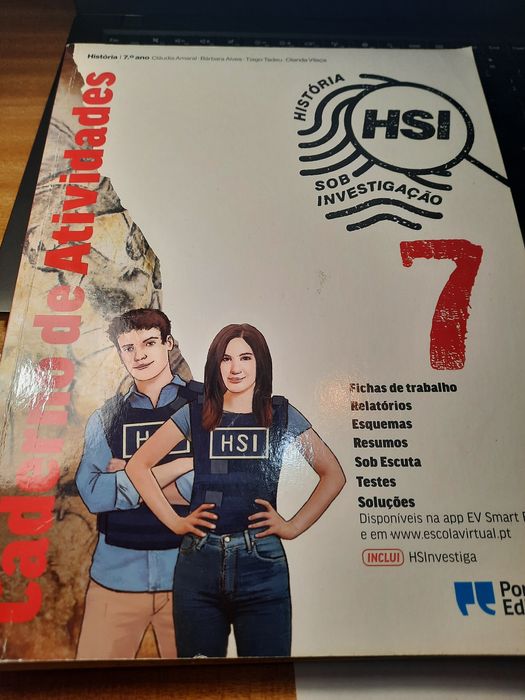 História | 7.º ano Cláudia Amaral · Bárbara Alves · Tiago Tadeu · Olanda Vilaça
Caderno de Atividades
HISTÓRIA
HSI
SOB
INVESTIGAÇÃO
7
Fichas de trabalho
Relatórios
Esquemas
Resumos
Sob Escuta
Testes
Soluções
Disponíveis na app EV Smart
e em www.escolavirtual.pt
INCLUI HSInvestiga
HSI
HSI